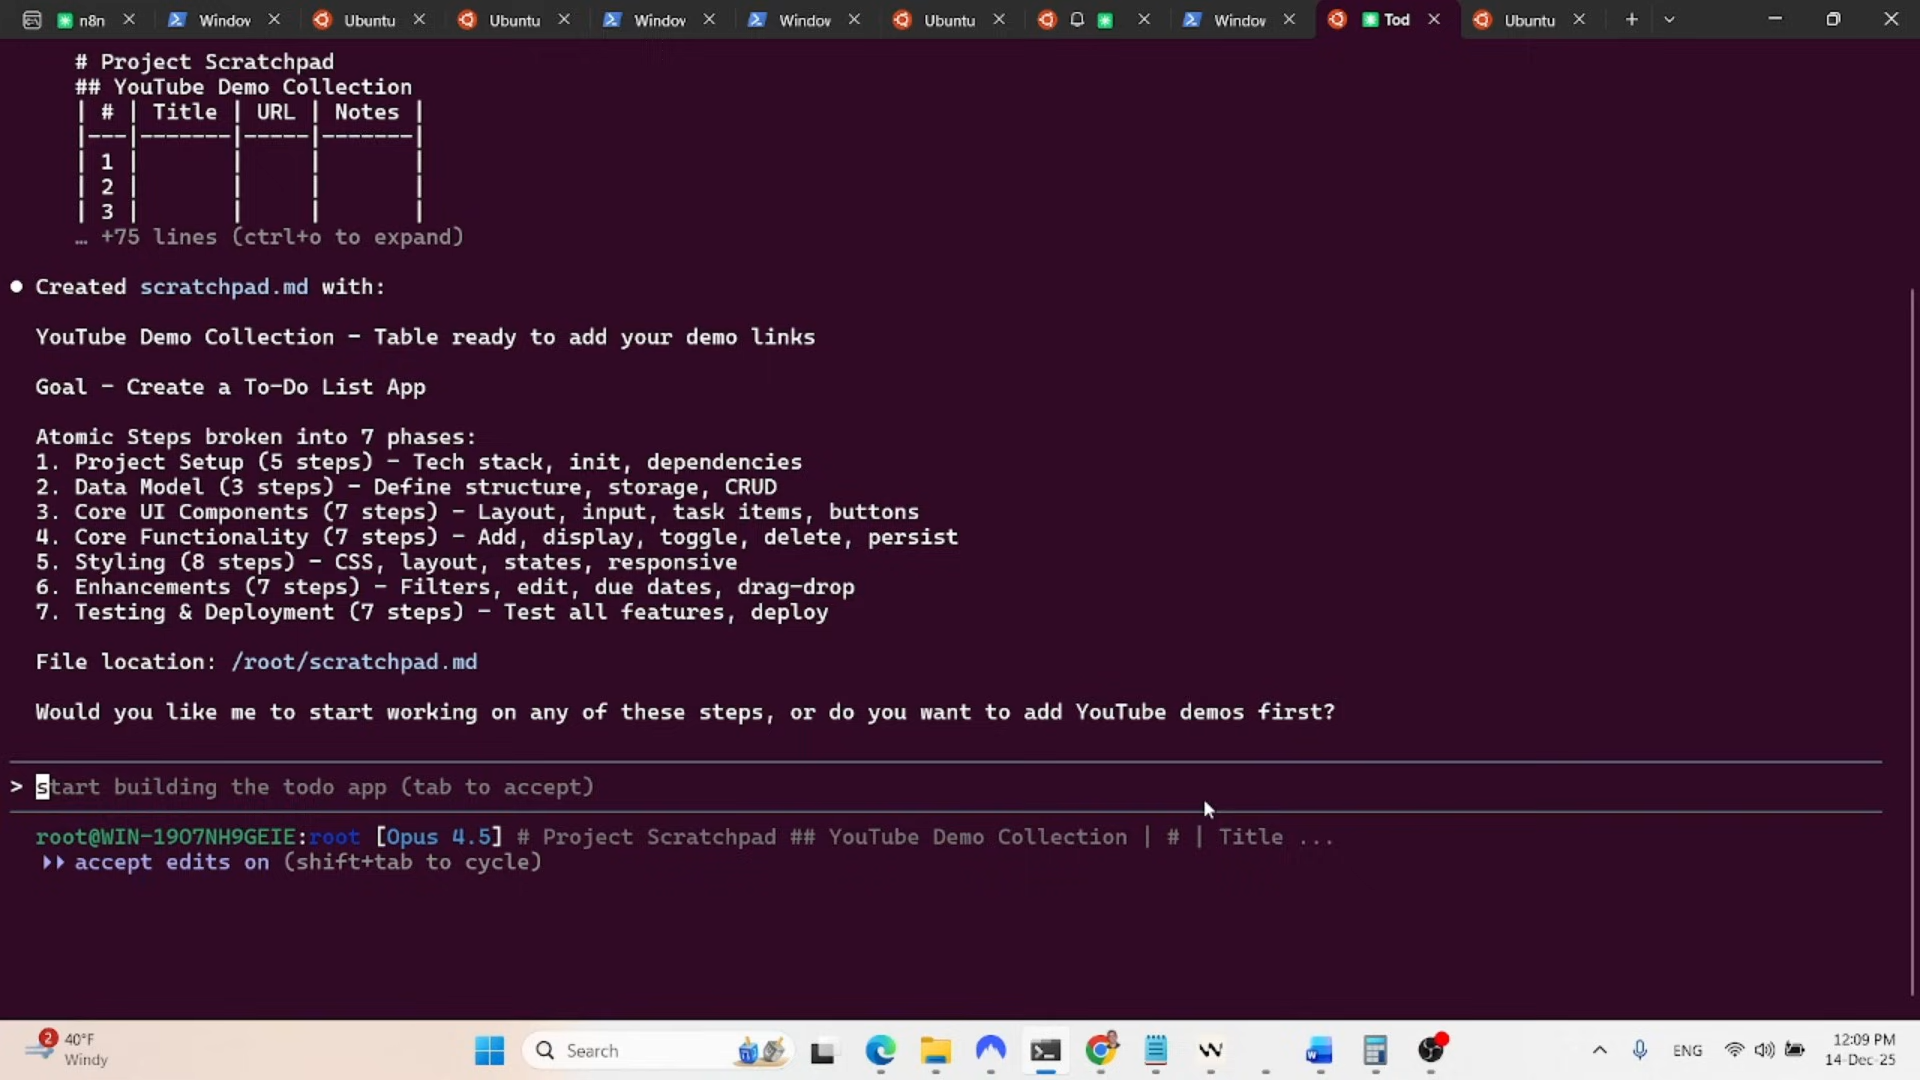 n8n
Window
Ubuntu
Ubuntu
Window
Window
Ubuntu
Window
Tod
Ubuntu
# Project Scratchpad
## YouTube Demo Collection
| # | Title | URL | Notes |
|---|-------|-----|-------|
| 1 | | | |
| 2 | | | |
| 3 | | | |
… +75 lines (ctrl+o to expand)
● Created scratchpad.md with:
YouTube Demo Collection - Table ready to add your demo links
Goal - Create a To-Do List App
Atomic Steps broken into 7 phases:
1. Project Setup (5 steps) - Tech stack, init, dependencies
2. Data Model (3 steps) - Define structure, storage, CRUD
3. Core UI Components (7 steps) - Layout, input, task items, buttons
4. Core Functionality (7 steps) - Add, display, toggle, delete, persist
5. Styling (8 steps) - CSS, layout, states, responsive
6. Enhancements (7 steps) - Filters, edit, due dates, drag-drop
7. Testing & Deployment (7 steps) - Test all features, deploy
File location: /root/scratchpad.md
Would you like me to start working on any of these steps, or do you want to add YouTube demos first?
> start building the todo app (tab to accept)
root@WIN-19O7NH9GEIE:root [Opus 4.5] # Project Scratchpad ## YouTube Demo Collection | # | Title ...
⏵⏵ accept edits on (shift+tab to cycle)
2
40°F
Windy
Search
ENG
12:09 PM
14-Dec-25